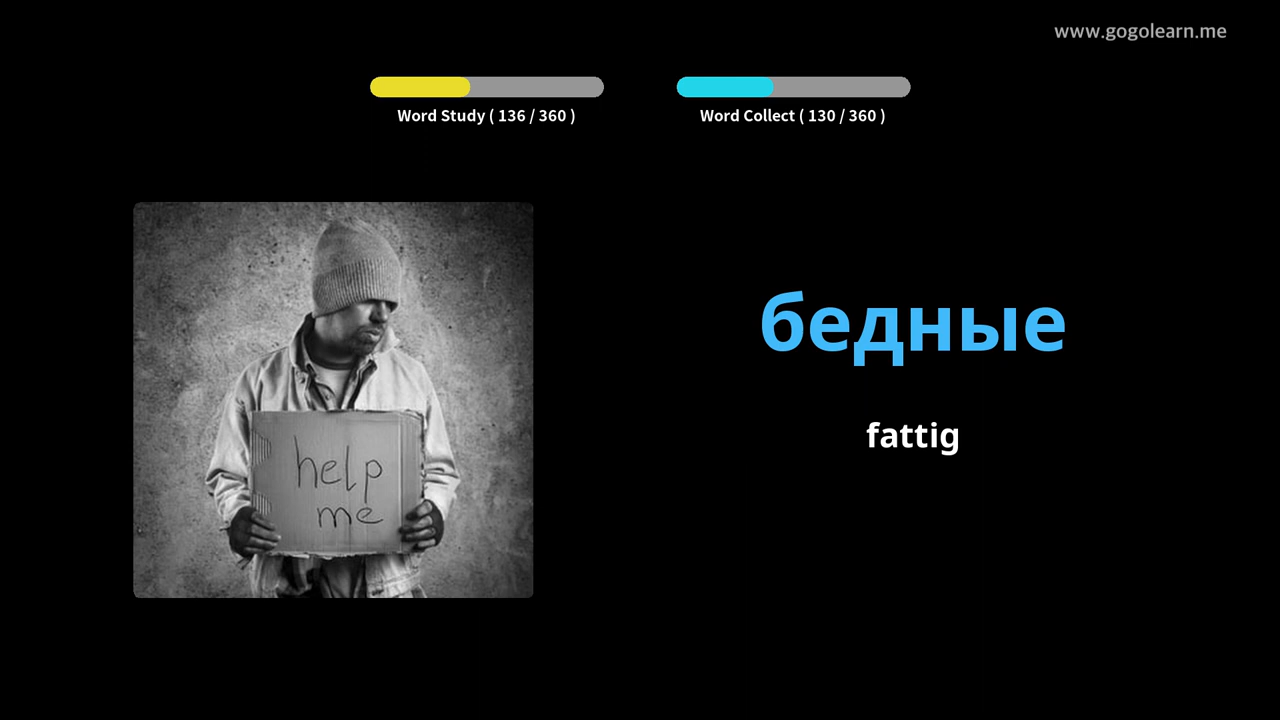 www.gogolearn.me
Word Study ( 136 / 360 )
Word Collect ( 130 / 360 )
help
me
бедные
fattig